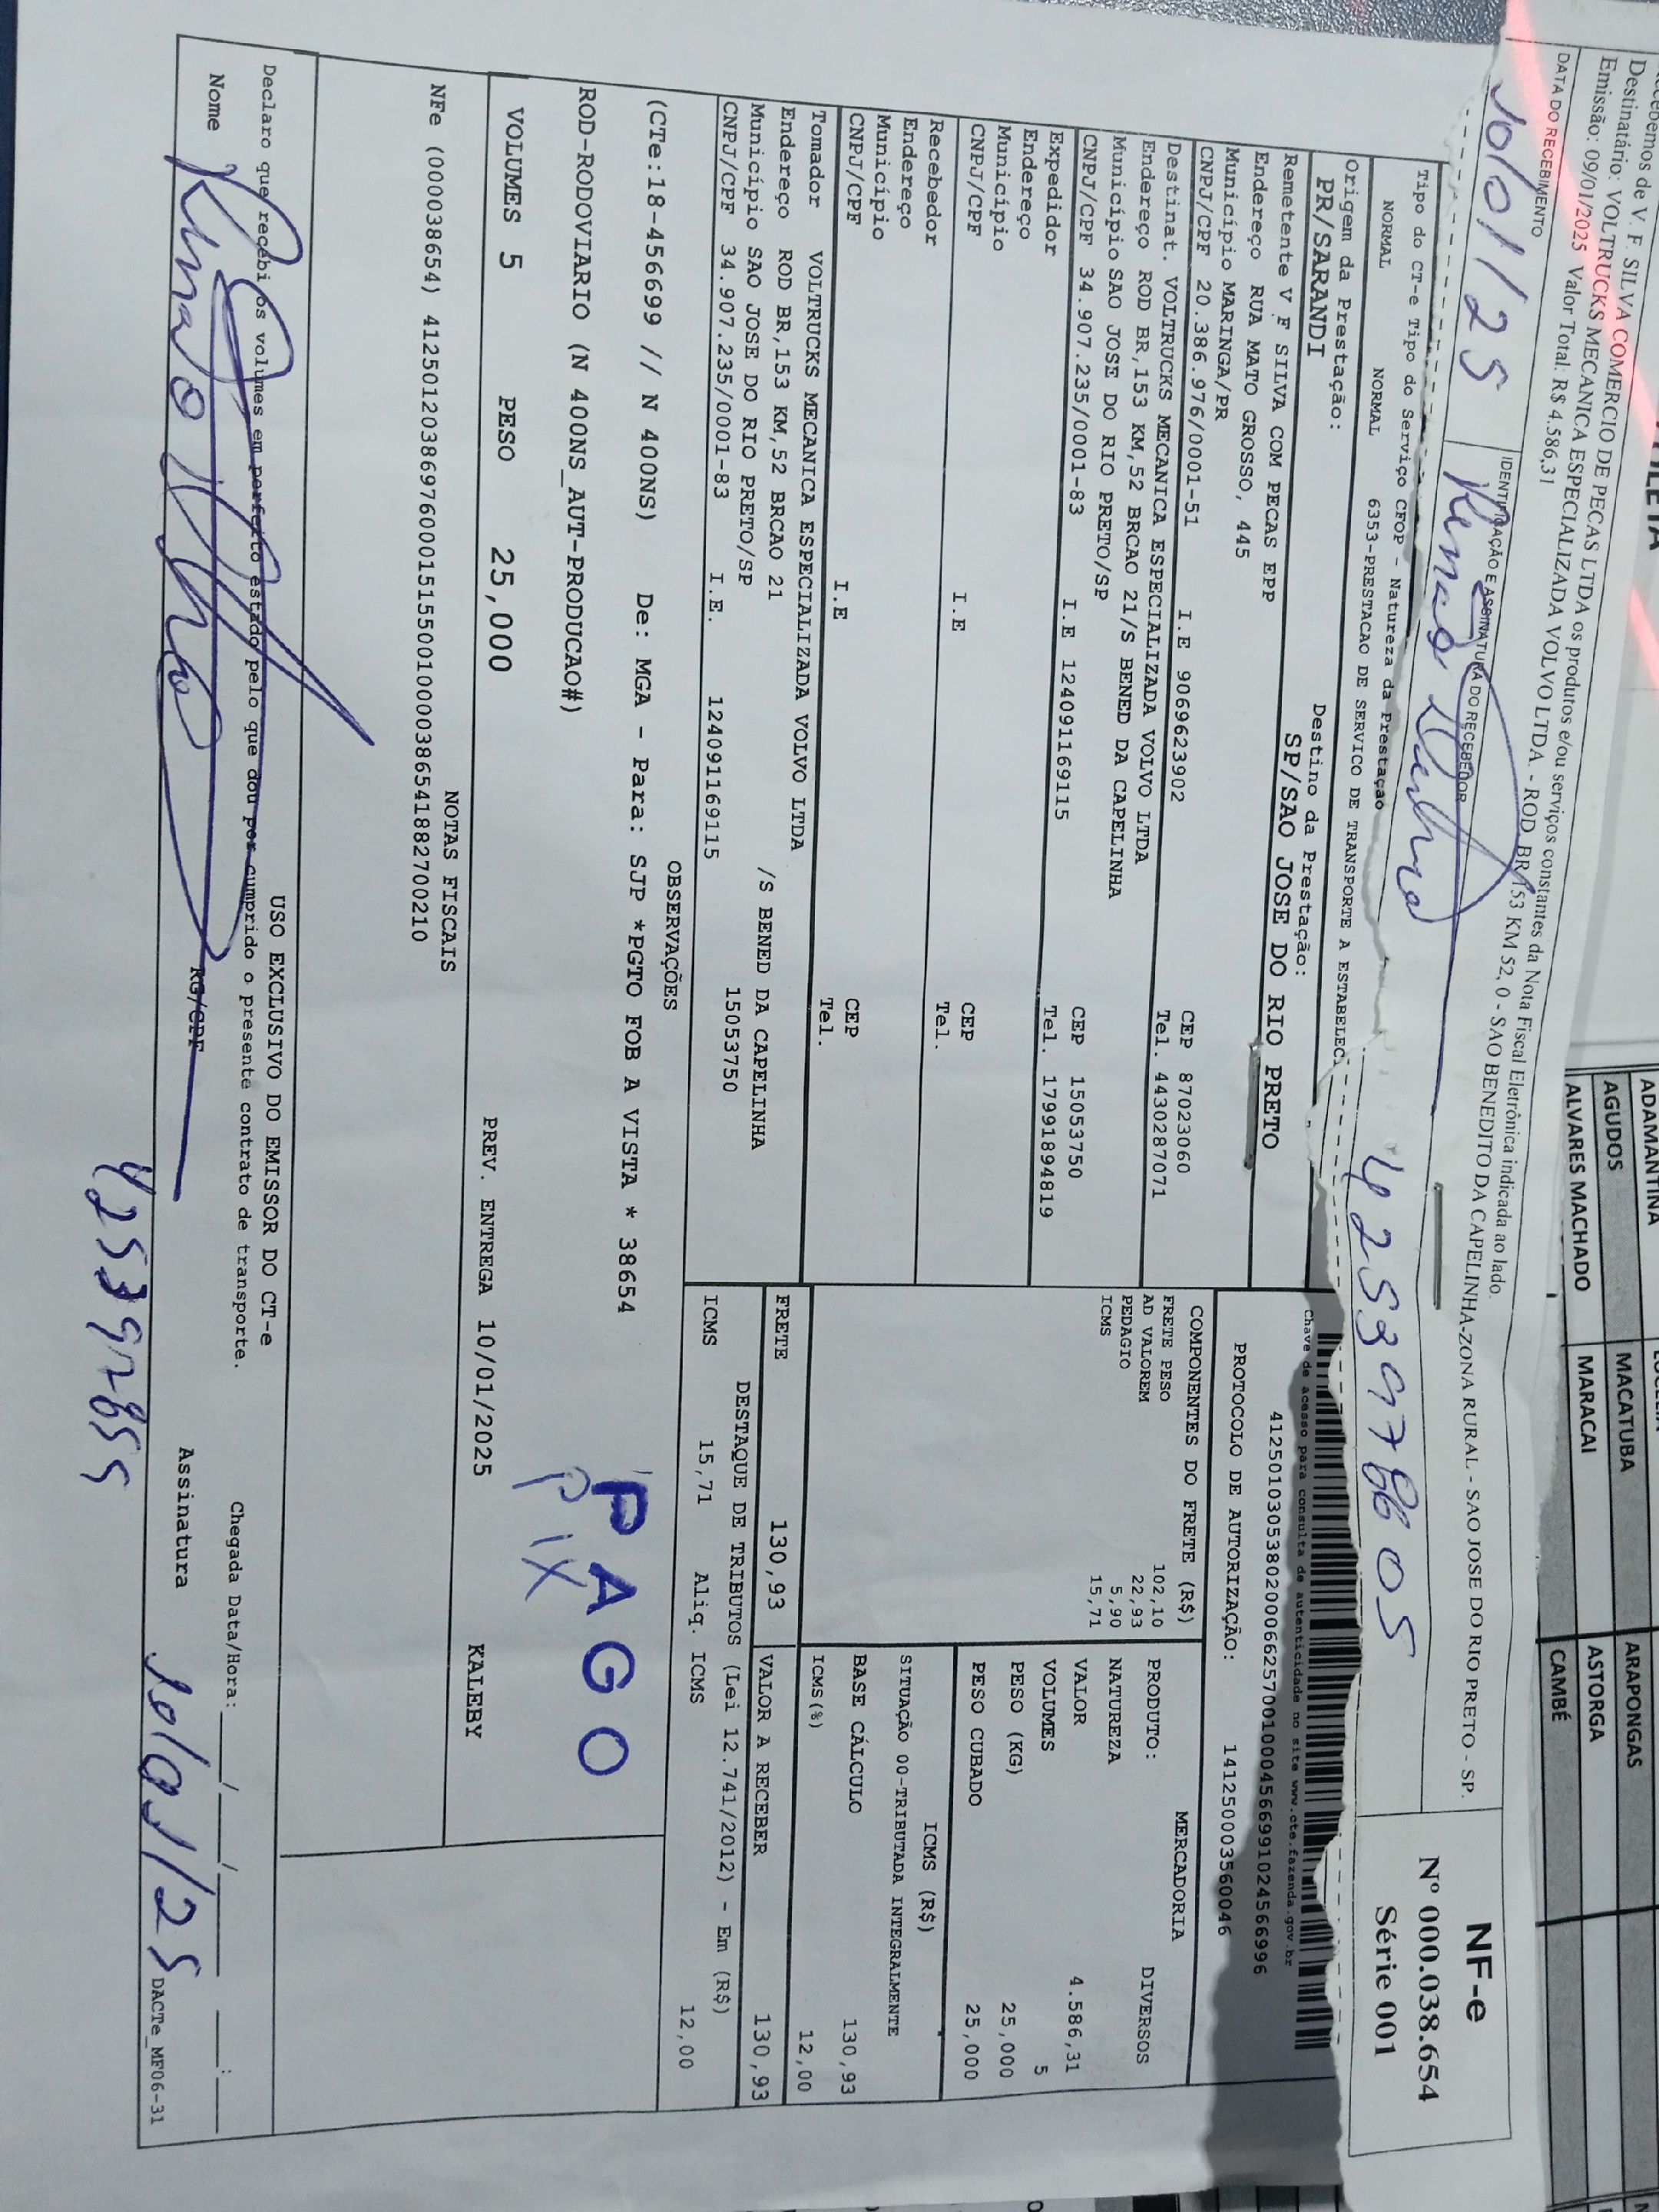 Recebemos de V. F. SILVA COMERCIO DE PECAS LTDA os produtos e/ou serviços constantes da Nota Fiscal Eletrônica indicada ao lado.
Destinatário: VOLTRUCKS MECANICA ESPECIALIZADA VOLVO LTDA. - ROD BR 153 KM 52, 0 - SAO BENEDITO DA CAPELINHA-ZONA RURAL - SAO JOSE DO RIO PRETO - SP.
Emissão: 09/01/2025 Valor Total: R$ 4.586,31
DATA DO RECEBIMENTO
IDENTIFICAÇÃO E ASSINATURA DO RECEBEDOR
10/01/25
4253978605
NF-e
Nº 000.038.654
Série 001
ADAMANTINA
AGUDOS
ALVARES MACHADO
MACATUBA
MARACAI
ARAPONGAS
ASTORGA
CAMBÉ
Tipo do CT-e Tipo do Serviço CFOP - Natureza da Prestação
NORMAL NORMAL 6353-PRESTACAO DE SERVICO DE TRANSPORTE A ESTABELEC
Origem da Prestação: Destino da Prestação:
PR/SARANDI SP/SAO JOSE DO RIO PRETO
Chave de acesso para consulta de autenticidade no site www.cte.fazenda.gov.br
41250103053802000662570010004566991024566996
PROTOCOLO DE AUTORIZAÇÃO: 141250003560046
Remetente V F SILVA COM PECAS EPP
Endereço RUA MATO GROSSO, 445
Município MARINGA/PR CEP 87023060
CNPJ/CPF 20.386.976/0001-51 I.E 9069623902 Tel. 4430287071
Destinat. VOLTRUCKS MECANICA ESPECIALIZADA VOLVO LTDA
Endereço ROD BR,153 KM,52 BRCAO 21/S BENED DA CAPELINHA
Município SAO JOSE DO RIO PRETO/SP CEP 15053750
CNPJ/CPF 34.907.235/0001-83 I.E 124091169115 Tel. 17991894819
Expedidor
Endereço
Município CEP
CNPJ/CPF I.E Tel.
Recebedor
Endereço
Município CEP
CNPJ/CPF I.E Tel.
Tomador VOLTRUCKS MECANICA ESPECIALIZADA VOLVO LTDA
Endereço ROD BR,153 KM,52 BRCAO 21 /S BENED DA CAPELINHA
Município SAO JOSE DO RIO PRETO/SP 15053750
CNPJ/CPF 34.907.235/0001-83 I.E. 124091169115
COMPONENTES DO FRETE (R$)
FRETE PESO 102,10
AD VALOREM 22,93
PEDAGIO 5,90
ICMS 15,71
MERCADORIA
PRODUTO: DIVERSOS
NATUREZA
VALOR 4.586,31
VOLUMES 5
PESO (KG) 25,000
PESO CUBADO 25,000
ICMS (R$)
SITUAÇÃO 00-TRIBUTADA INTEGRALMENTE
BASE CÁLCULO 130,93
ICMS(%) 12,00
FRETE 130,93 VALOR A RECEBER 130,93
DESTAQUE DE TRIBUTOS (Lei 12.741/2012) - Em (R$)
ICMS 15,71 Aliq. ICMS 12,00
OBSERVAÇÕES
(CTe:18-456699 // N 400NS) De: MGA - Para: SJP *PGTO FOB A VISTA * 38654
ROD-RODOVIARIO (N 400NS_AUT-PRODUCAO#)
PAGO
PIX
VOLUMES 5 PESO 25,000 PREV. ENTREGA 10/01/2025 KALEBY
NOTAS FISCAIS
NFe (000038654) 41250120386976000151550010000386541882700210
USO EXCLUSIVO DO EMISSOR DO CT-e
Declaro que recebi os volumes em perfeito estado pelo que dou por cumprido o presente contrato de transporte. Chegada Data/Hora: ___/___/___ ___:___
Nome RG/CPF Assinatura
10/01/25
DACTe_MF06-31